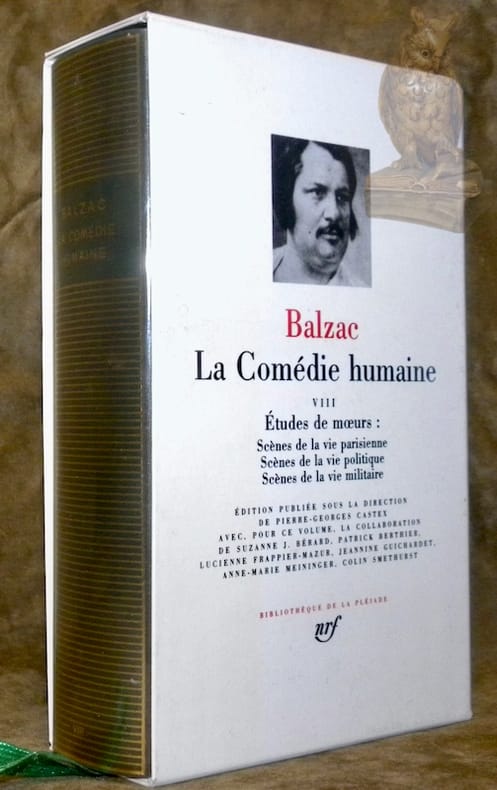 BALZAC
LA COMÉDIE
HUMAINE
VIII
Balzac
La Comédie humaine
VIII
Études de mœurs :
Scènes de la vie parisienne
Scènes de la vie politique
Scènes de la vie militaire
ÉDITION PUBLIÉE SOUS LA DIRECTION
DE PIERRE-GEORGES CASTEX
AVEC, POUR CE VOLUME, LA COLLABORATION
DE SUZANNE J. BÉRARD, PATRICK BERTHIER,
LUCIENNE FRAPPIER-MAZUR, JEANNINE GUICHARDET,
ANNE-MARIE MEININGER, COLIN SMETHURST
BIBLIOTHÈQUE DE LA PLÉIADE
nrf